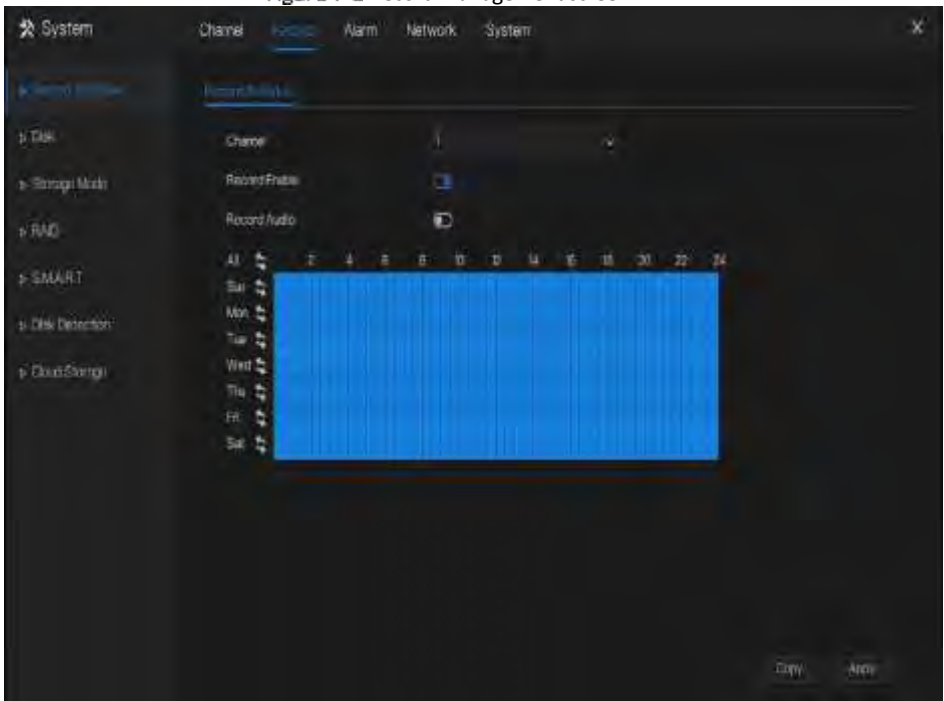 System Channel Record Alarm Network System X
Disk
Channel 1
Storage Mode
Record Enable
Record Audio
RAID
All 2 4 6 8 10 12 14 16 18 20 22 24
S.M.A.R.T
Sun
Mon
Disk Detection
Tue
Wed
Cloud Storage
Thu
Fri
Sat
Copy Apply